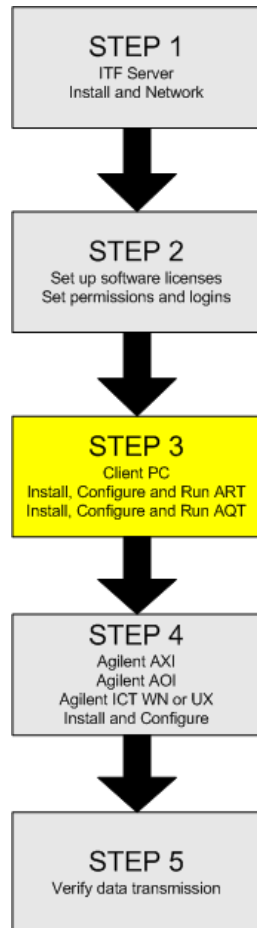 STEP 1
ITF Server
Install and Network
STEP 2
Set up software licenses
Set permissions and logins
STEP 3
Client PC
Install, Configure and Run ART
Install, Configure and Run AQT
STEP 4
Agilent AXI
Agilent AOI
Agilent ICT WN or UX
Install and Configure
STEP 5
Verify data transmission